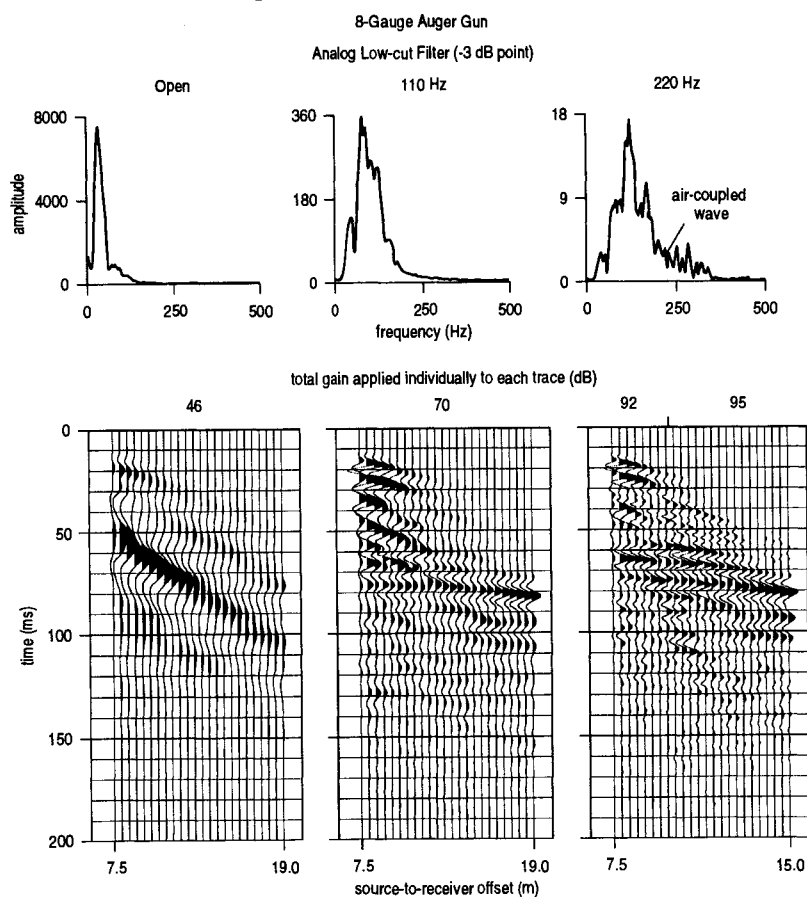 8-Gauge Auger Gun
Analog Low-cut Filter (-3 dB point)
Open 110 Hz 220 Hz
8000 360 18
amplitude
4000 180 9
air-coupled
wave
0 0 0
0 250 500 0 250 500 0 250 500
frequency (Hz)
total gain applied individually to each trace (dB)
46 70 92 95
0
50
time (ms)
100
150
200
7.5 19.0 7.5 19.0 7.5 15.0
source-to-receiver offset (m)